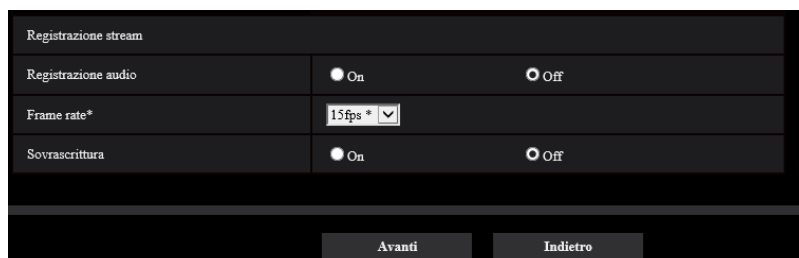 Registrazione stream
Registrazione audio On Off
Frame rate* 15fps *
Sovrascrittura On Off
Avanti Indietro